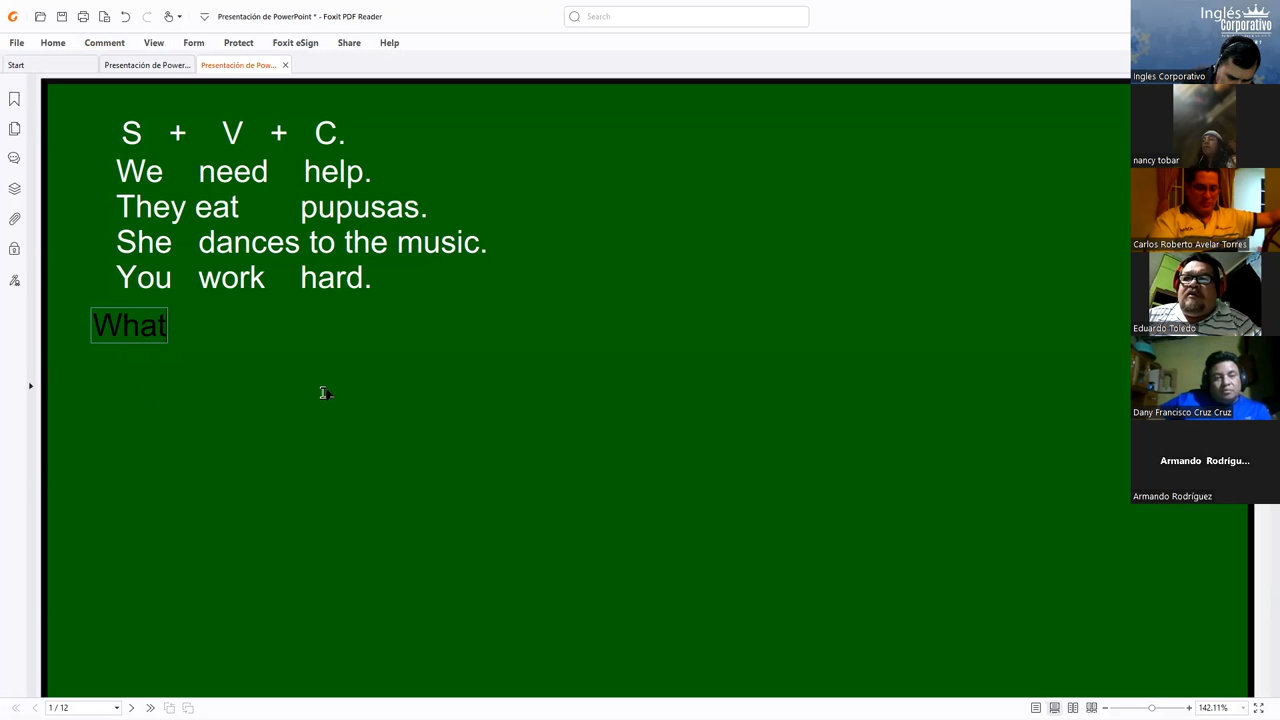 Presentación de PowerPoint * - Foxit PDF Reader
Search
File Home Comment View Form Protect Foxit eSign Share Help
Start
Presentación de Power...
Presentación de Pow...
S + V + C.
We need help.
They eat pupusas.
She dances to the music.
You work hard.
What
Inglés
Corporativo
Ingles Corporativo
nancy tobar
Carlos Roberto Avelar Torres
Eduardo Toledo
Dany Francisco Cruz Cruz
Armando Rodrígu...
Armando Rodríguez
1 / 12
142.11%